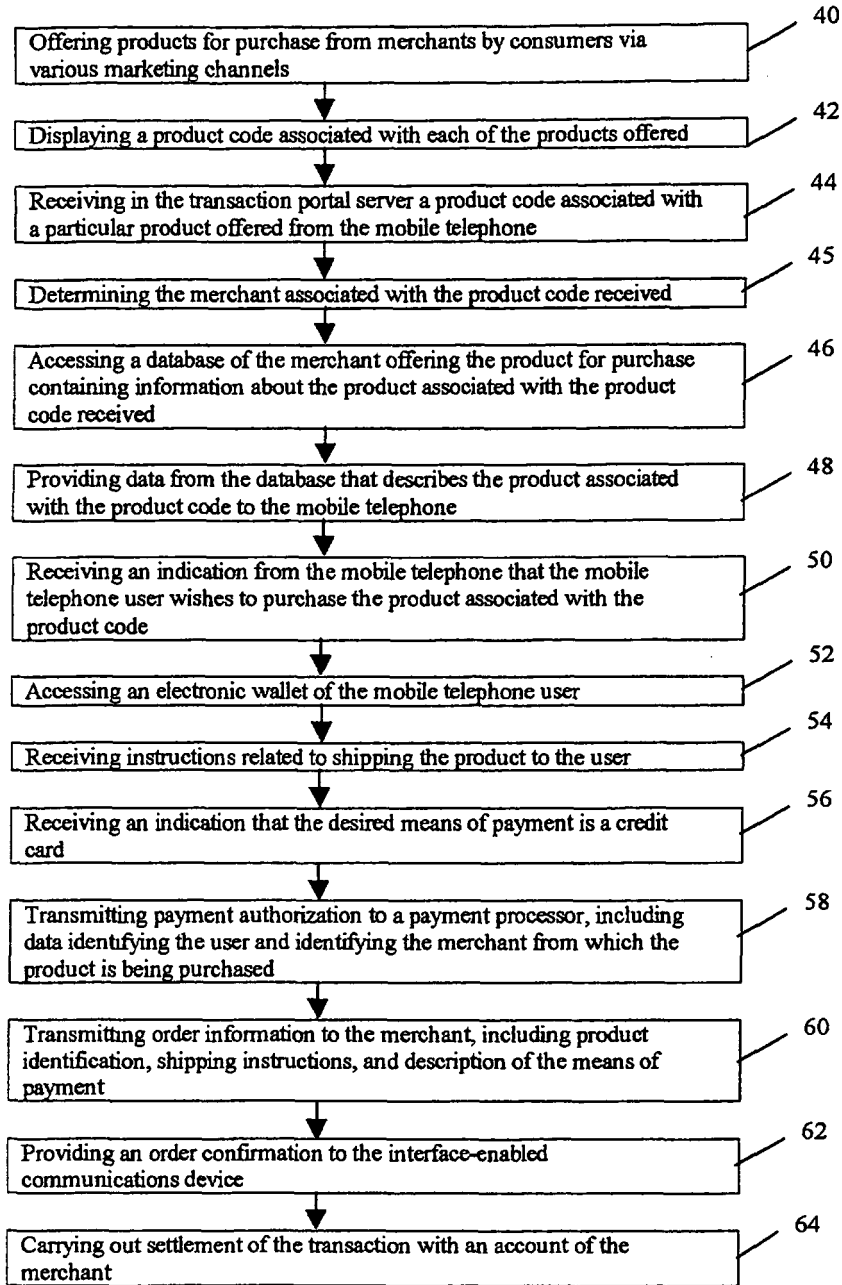 40
Offering products for purchase from merchants by consumers via
various marketing channels
42
Displaying a product code associated with each of the products offered
44
Receiving in the transaction portal server a product code associated with
a particular product offered from the mobile telephone
45
Determining the merchant associated with the product code received
46
Accessing a database of the merchant offering the product for purchase
containing information about the product associated with the product
code received
48
Providing data from the database that describes the product associated
with the product code to the mobile telephone
50
Receiving an indication from the mobile telephone that the mobile
telephone user wishes to purchase the product associated with the
product code
52
Accessing an electronic wallet of the mobile telephone user
54
Receiving instructions related to shipping the product to the user
56
Receiving an indication that the desired means of payment is a credit
card
58
Transmitting payment authorization to a payment processor, including
data identifying the user and identifying the merchant from which the
product is being purchased
60
Transmitting order information to the merchant, including product
identification, shipping instructions, and description of the means of
payment
62
Providing an order confirmation to the interface-enabled
communications device
64
Carrying out settlement of the transaction with an account of the
merchant